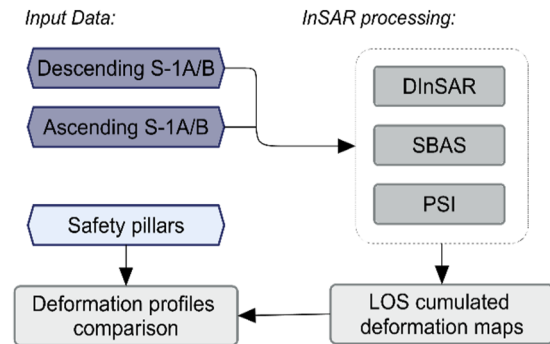 Input Data:
InSAR processing:
Descending S-1A/B
Ascending S-1A/B
DInSAR
SBAS
PSI
Safety pillars
Deformation profiles
comparison
LOS cumulated
deformation maps